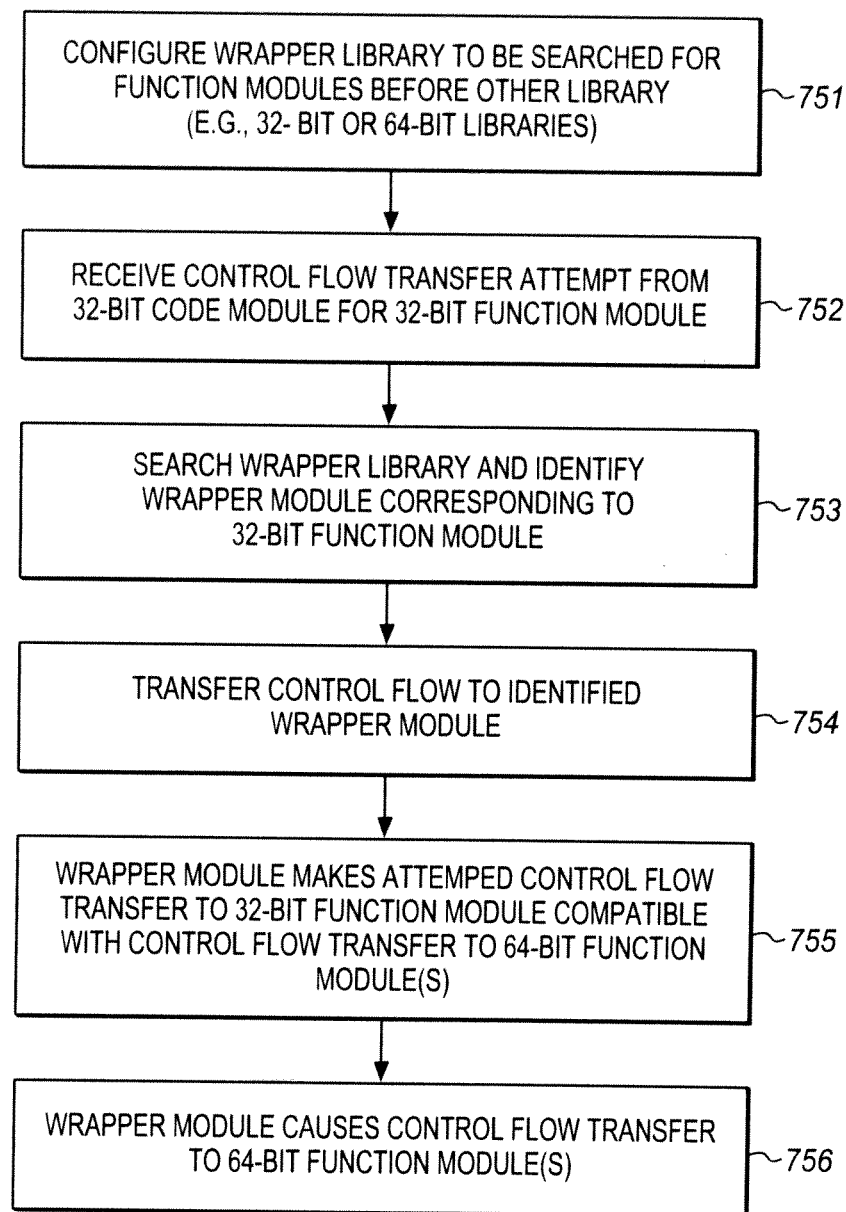 CONFIGURE WRAPPER LIBRARY TO BE SEARCHED FOR
FUNCTION MODULES BEFORE OTHER LIBRARY
(E.G., 32- BIT OR 64-BIT LIBRARIES)
751
RECEIVE CONTROL FLOW TRANSFER ATTEMPT FROM
32-BIT CODE MODULE FOR 32-BIT FUNCTION MODULE
752
SEARCH WRAPPER LIBRARY AND IDENTIFY
WRAPPER MODULE CORRESPONDING TO
32-BIT FUNCTION MODULE
753
TRANSFER CONTROL FLOW TO IDENTIFIED
WRAPPER MODULE
754
WRAPPER MODULE MAKES ATTEMPED CONTROL FLOW
TRANSFER TO 32-BIT FUNCTION MODULE COMPATIBLE
WITH CONTROL FLOW TRANSFER TO 64-BIT FUNCTION
MODULE(S)
755
WRAPPER MODULE CAUSES CONTROL FLOW TRANSFER
TO 64-BIT FUNCTION MODULE(S)
756